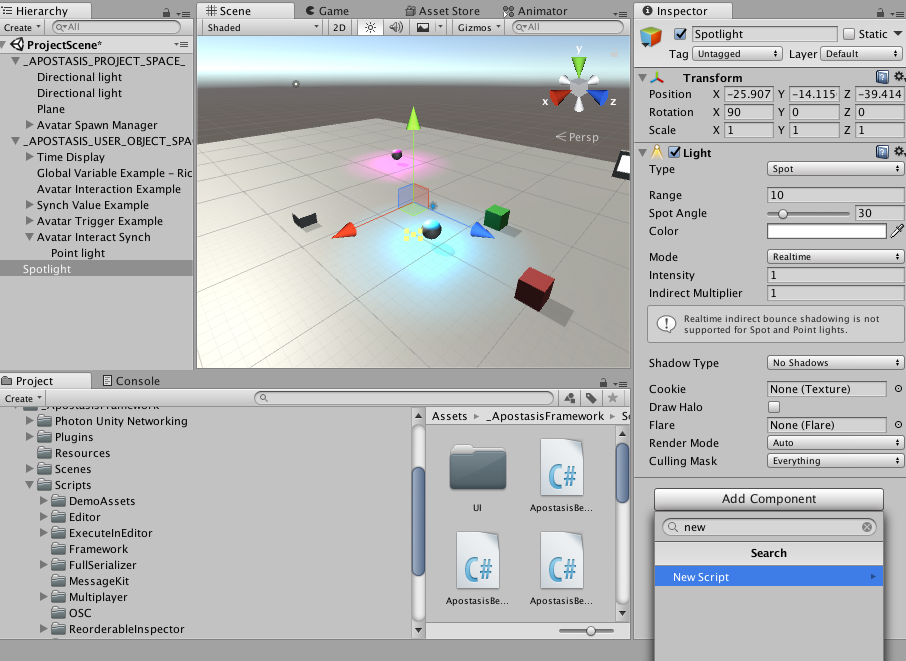 Hierarchy
Create
All
ProjectScene*
_APOSTASIS_PROJECT_SPACE_
Directional light
Directional light
Plane
Avatar Spawn Manager
_APOSTASIS_USER_OBJECT_SPA
Time Display
Global Variable Example – Ric
Avatar Interaction Example
Synch Value Example
Avatar Trigger Example
Avatar Interact Synch
Point light
Spotlight
Scene
Game
Asset Store
Animator
Shaded
2D
Gizmos
All
y
x
z
Persp
Project
Console
Create
Photon Unity Networking
Plugins
Resources
Scenes
Scripts
DemoAssets
Editor
ExecuteInEditor
Framework
FullSerializer
MessageKit
Multiplayer
OSC
ReorderableInspector
Assets
_ApostasisFramework
UI
C#
ApostasisBe...
C#
ApostasisBe...
C#
ApostasisBe...
Inspector
Spotlight
Static
Tag
Untagged
Layer
Default
Transform
Position X -25.907 Y -14.115 Z -39.414
Rotation X 90 Y 0 Z 0
Scale X 1 Y 1 Z 1
Light
Type Spot
Range 10
Spot Angle 30
Color
Mode Realtime
Intensity 1
Indirect Multiplier 1
Realtime indirect bounce shadowing is not
supported for Spot and Point lights.
Shadow Type No Shadows
Cookie None (Texture)
Draw Halo
Flare None (Flare)
Render Mode Auto
Culling Mask Everything
Add Component
new
Search
New Script